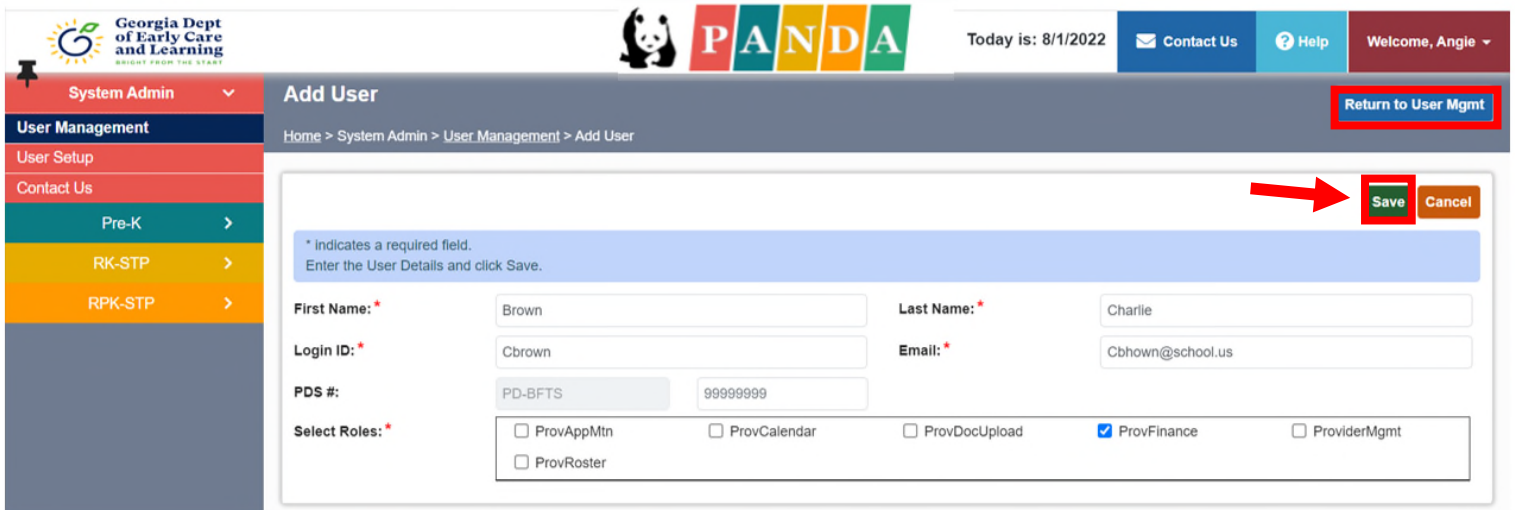 Georgia Dept
of Early Care
and Learning
BRIGHT FROM THE START
PANDA
Today is: 8/1/2022
Contact Us
Help
Welcome, Angie
System Admin
User Management
User Setup
Contact Us
Pre-K
RK-STP
RPK-STP
Add User
Return to User Mgmt
Home > System Admin > User Management > Add User
Save Cancel
* indicates a required field.
Enter the User Details and click Save.
First Name: * Brown Last Name: * Charlie
Login ID: * Cbrown Email: * Cbhown@school.us
PDS #: PD-BFTS 99999999
Select Roles: * ProvAppMtn ProvCalendar ProvDocUpload ProvFinance ProviderMgmt
ProvRoster